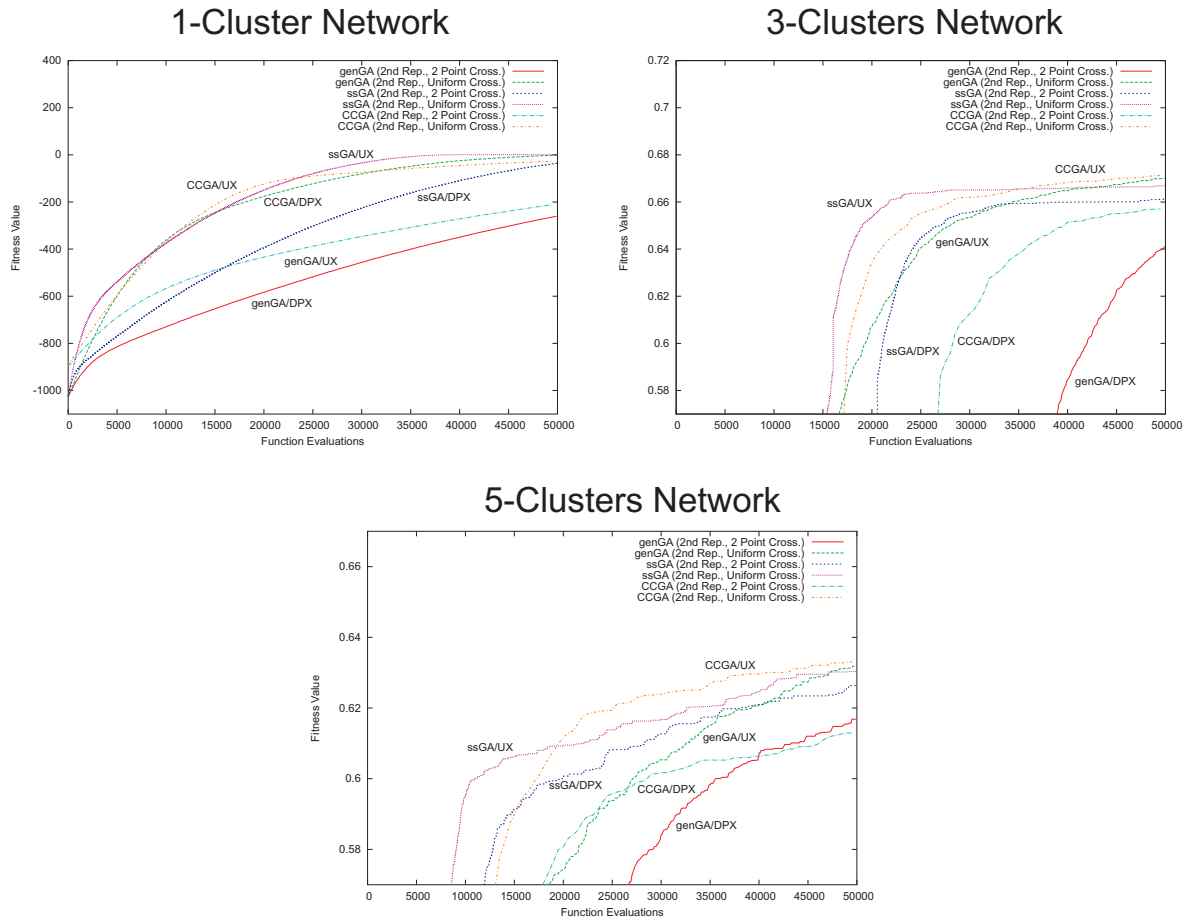 1-Cluster Network
400
200
0
-200
-400
-600
-800
-1000
Fitness Value
genGA (2nd Rep., 2 Point Cross.)
genGA (2nd Rep., Uniform Cross.)
ssGA (2nd Rep., 2 Point Cross.)
ssGA (2nd Rep., Uniform Cross.)
CCGA (2nd Rep., 2 Point Cross.)
CCGA (2nd Rep., Uniform Cross.)
ssGA/UX
CCGA/UX
CCGA/DPX
ssGA/DPX
genGA/UX
genGA/DPX
0 5000 10000 15000 20000 25000 30000 35000 40000 45000 50000
Function Evaluations
3-Clusters Network
0.72
0.7
0.68
0.66
0.64
0.62
0.6
0.58
Fitness Value
genGA (2nd Rep., 2 Point Cross.)
genGA (2nd Rep., Uniform Cross.)
ssGA (2nd Rep., 2 Point Cross.)
ssGA (2nd Rep., Uniform Cross.)
CCGA (2nd Rep., 2 Point Cross.)
CCGA (2nd Rep., Uniform Cross.)
CCGA/UX
ssGA/UX
genGA/UX
ssGA/DPX
CCGA/DPX
genGA/DPX
0 5000 10000 15000 20000 25000 30000 35000 40000 45000 50000
Function Evaluations
5-Clusters Network
0.66
0.64
0.62
0.6
0.58
Fitness Value
genGA (2nd Rep., 2 Point Cross.)
genGA (2nd Rep., Uniform Cross.)
ssGA (2nd Rep., 2 Point Cross.)
ssGA (2nd Rep., Uniform Cross.)
CCGA (2nd Rep., 2 Point Cross.)
CCGA (2nd Rep., Uniform Cross.)
CCGA/UX
ssGA/UX
genGA/UX
ssGA/DPX
CCGA/DPX
genGA/DPX
0 5000 10000 15000 20000 25000 30000 35000 40000 45000 50000
Function Evaluations